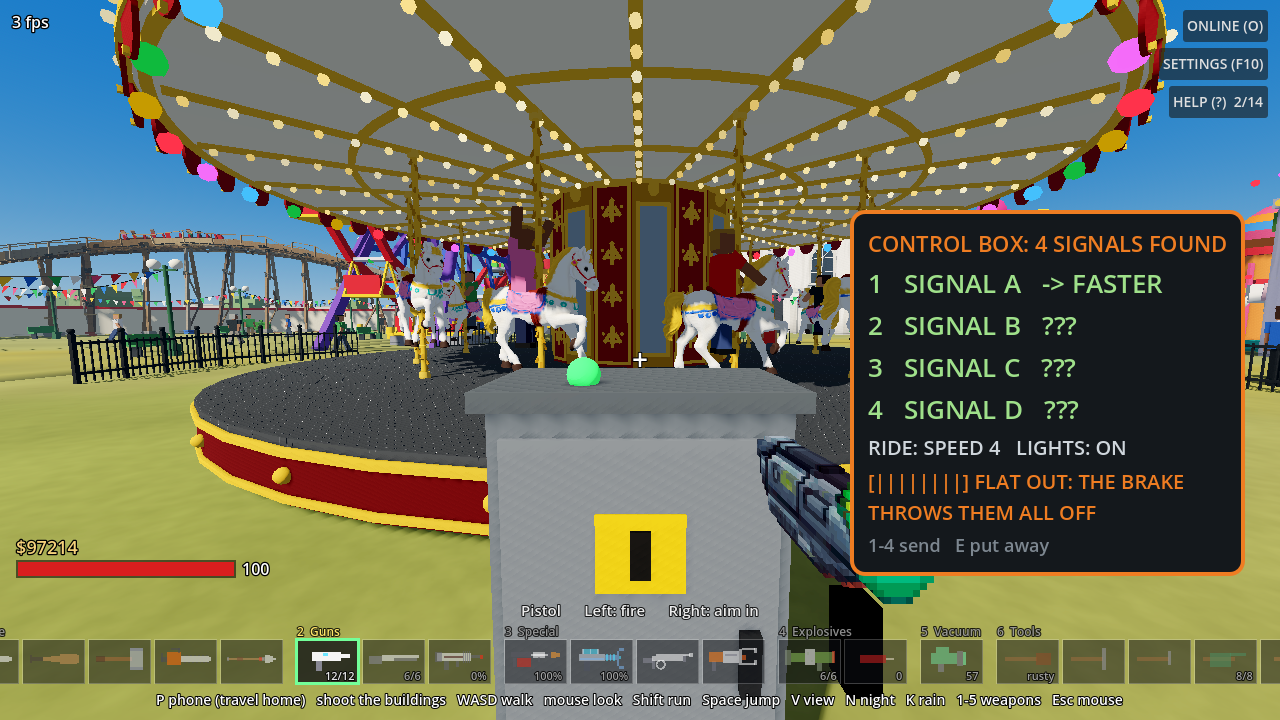 3 fps
ONLINE (O)
SETTINGS (F10)
HELP (?) 2/14
CONTROL BOX: 4 SIGNALS FOUND
1 SIGNAL A -> FASTER
2 SIGNAL B ???
3 SIGNAL C ???
4 SIGNAL D ???
RIDE: SPEED 4 LIGHTS: ON
[||||||||] FLAT OUT: THE BRAKE
THROWS THEM ALL OFF
1-4 send E put away
$97214
100
Pistol Left: fire Right: aim in
e 2 Guns 3 Special 4 Explosives 5 Vacuum 6 Tools
12/12 6/6 0% 100% 100% 6/6 0 57 rusty 8/8
P phone (travel home) shoot the buildings WASD walk mouse look Shift run Space jump V view N night K rain 1-5 weapons Esc mouse